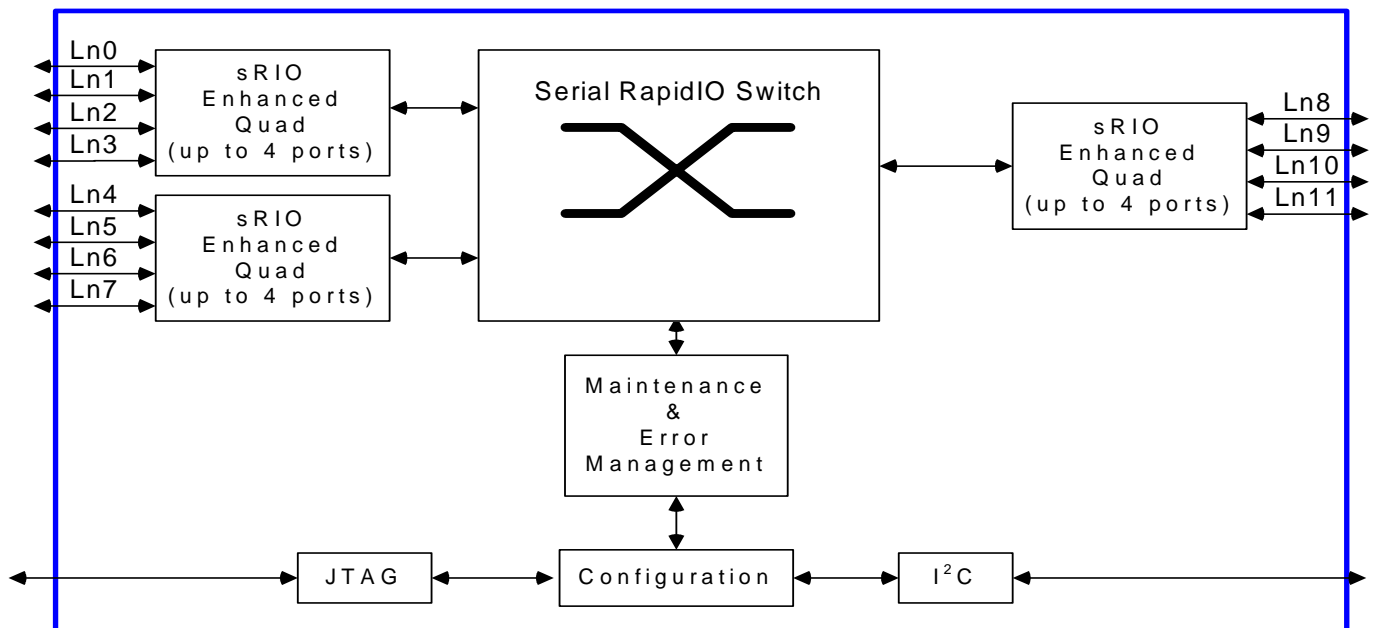 Ln0
Ln1
Ln2
Ln3
sRIO
Enhanced
Quad
(up to 4 ports)
Ln4
Ln5
Ln6
Ln7
sRIO
Enhanced
Quad
(up to 4 ports)
Serial RapidIO Switch
sRIO
Enhanced
Quad
(up to 4 ports)
Ln8
Ln9
Ln10
Ln11
Maintenance
&
Error
Management
JTAG
Configuration
I²C